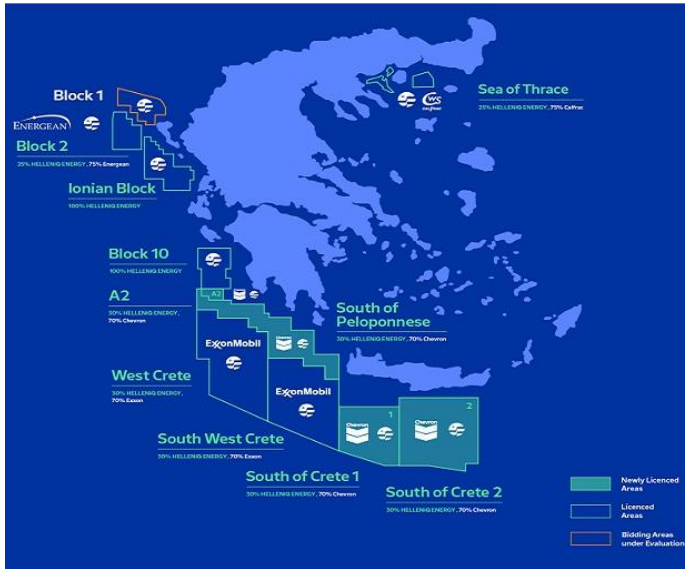 Block 1
ENERGEAN
Block 2
25% HELLENIQ ENERGY, 75% Energean
Ionian Block
100% HELLENIQ ENERGY
Sea of Thrace
25% HELLENIQ ENERGY, 75% Calfrac
CWS
Block 10
100% HELLENIQ ENERGY
A2
30% HELLENIQ ENERGY,
70% Chevron
A2
South of
Peloponnese
30% HELLENIQ ENERGY, 70% Chevron
ExxonMobil
West Crete
30% HELLENIQ ENERGY,
70% Exxon
ExxonMobil
South West Crete
30% HELLENIQ ENERGY, 70% Exxon
1
Chevron
2
Chevron
South of Crete 1
30% HELLENIQ ENERGY, 70% Chevron
South of Crete 2
30% HELLENIQ ENERGY, 70% Chevron
Newly Licenced
Areas
Licenced
Areas
Bidding Areas
under Evaluation